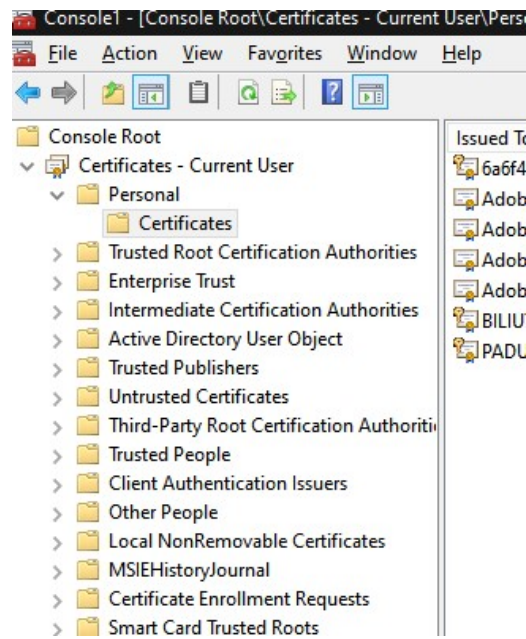 Console1 - [Console Root\Certificates - Current User\Pers
File Action View Favorites Window Help
Console Root
Certificates - Current User
Personal
Certificates
Trusted Root Certification Authorities
Enterprise Trust
Intermediate Certification Authorities
Active Directory User Object
Trusted Publishers
Untrusted Certificates
Third-Party Root Certification Authoriti
Trusted People
Client Authentication Issuers
Other People
Local NonRemovable Certificates
MSIEHistoryJournal
Certificate Enrollment Requests
Smart Card Trusted Roots
Issued To
6a6f4
Adob
Adob
Adob
Adob
BILIU
PADU